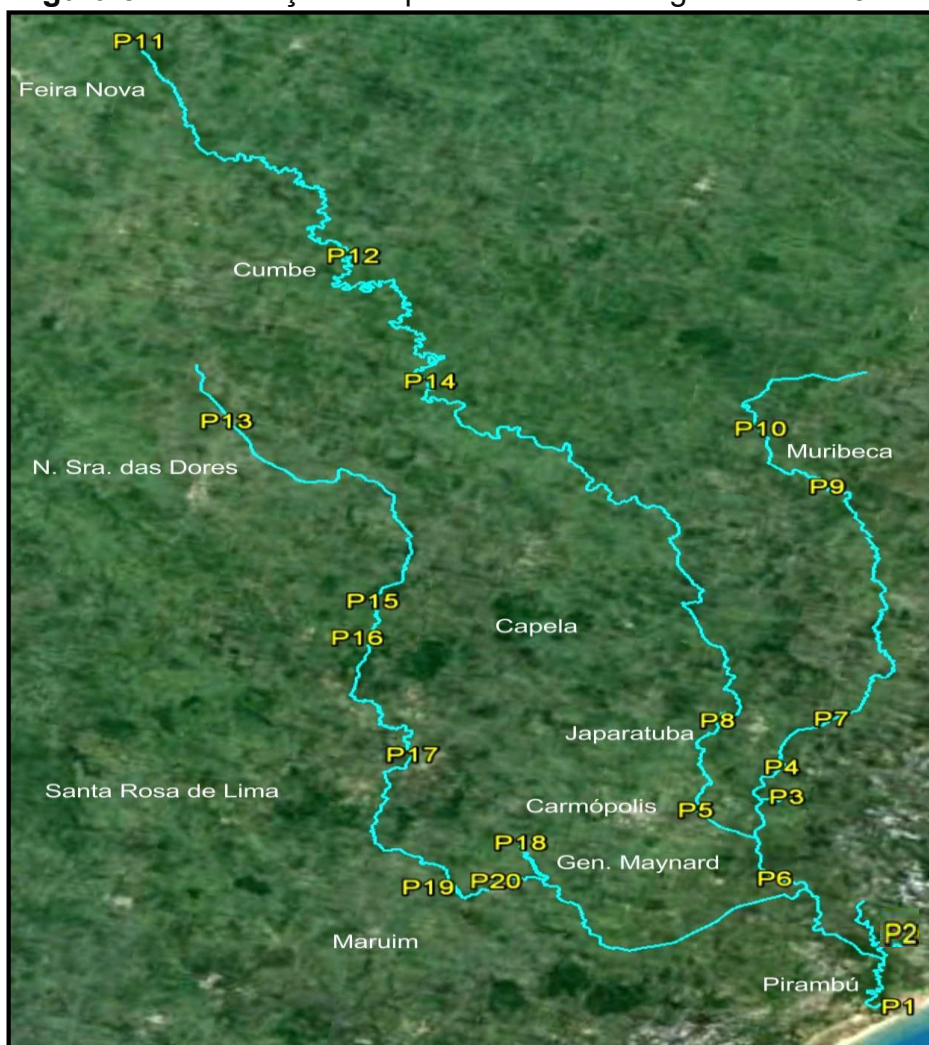 P11
Feira Nova
P12
Cumbe
P14
P13
N. Sra. das Dores
P10
Muribeca
P9
P15
P16
Capela
P8
P7
Japaratuba
P17
P4
Santa Rosa de Lima
P3
Carmópolis
P5
P18
Gen. Maynard
P6
P20
P19
Maruim
P2
Pirambú
P1